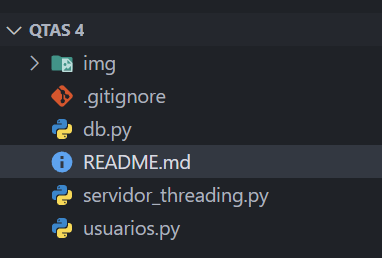 QTAS 4
img
.gitignore
db.py
README.md
servidor_threading.py
usuarios.py